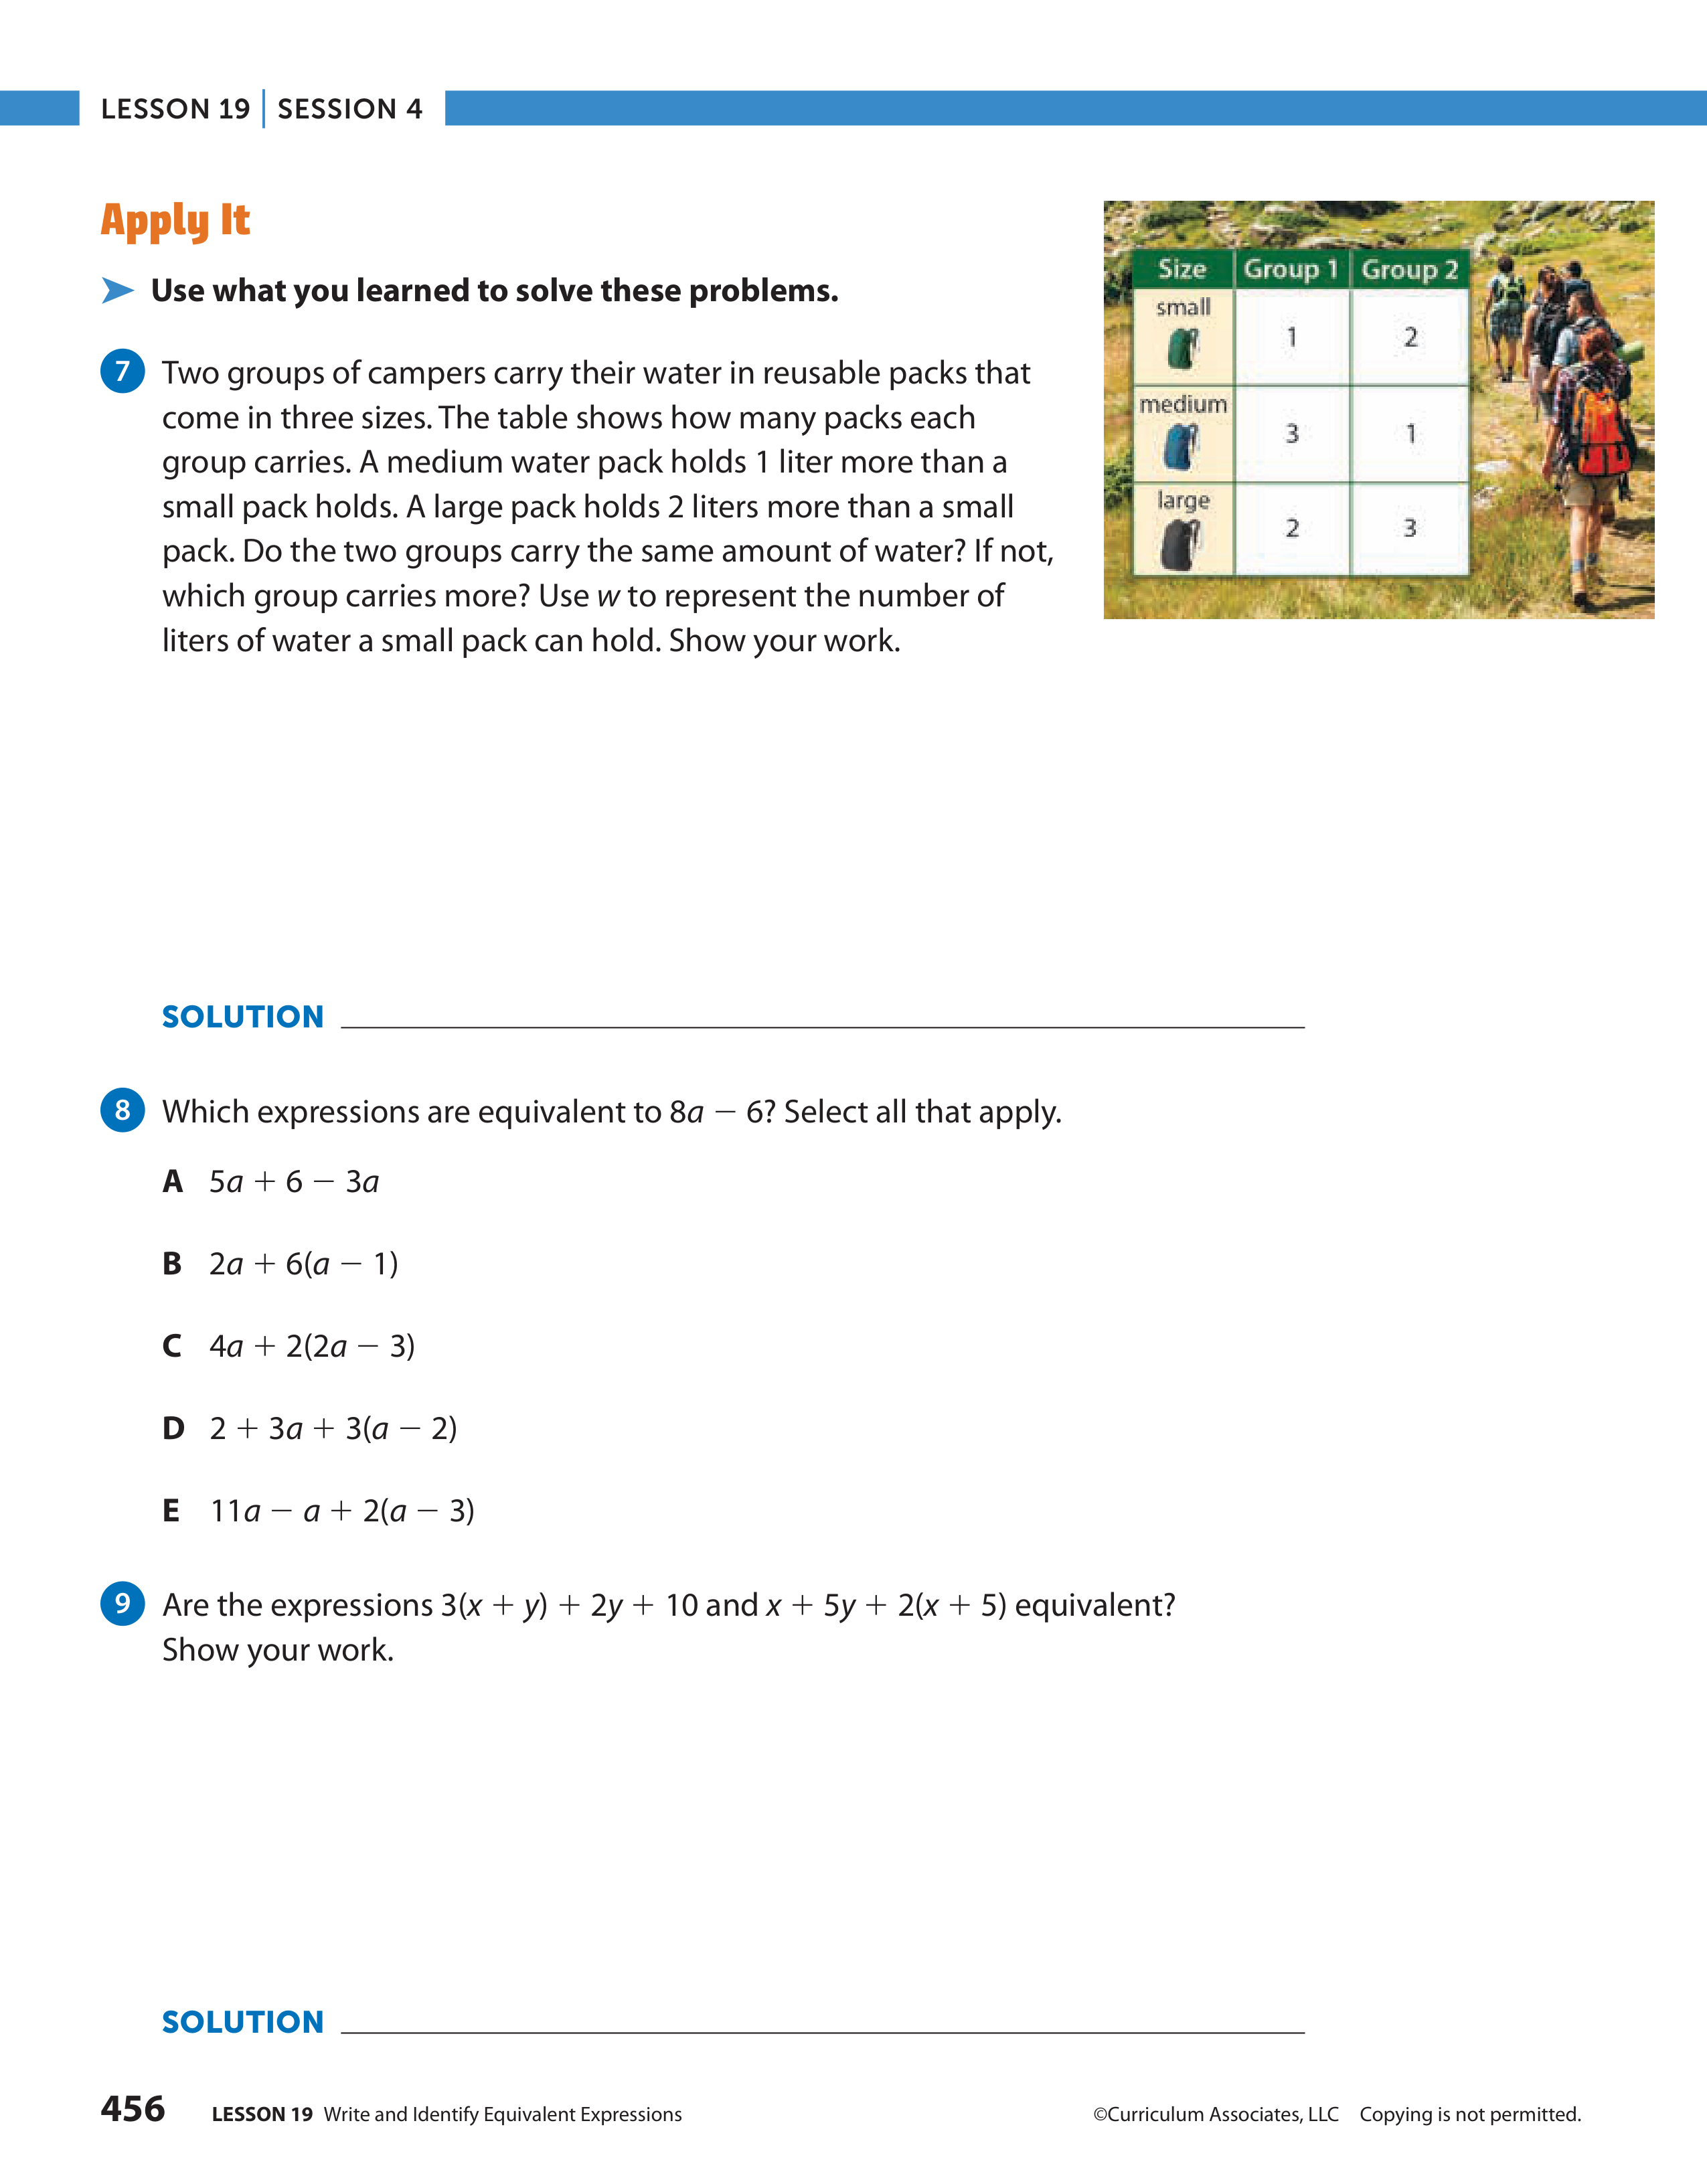 LESSON 19 | SESSION 4
Apply It
Use what you learned to solve these problems.
7 Two groups of campers carry their water in reusable packs that
come in three sizes. The table shows how many packs each
group carries. A medium water pack holds 1 liter more than a
small pack holds. A large pack holds 2 liters more than a small
pack. Do the two groups carry the same amount of water? If not,
which group carries more? Use w to represent the number of
liters of water a small pack can hold. Show your work.
Size Group 1 Group 2
small 1 2
medium 3 1
large 2 3
SOLUTION
8 Which expressions are equivalent to 8a − 6? Select all that apply.
A 5a + 6 − 3a
B 2a + 6(a − 1)
C 4a + 2(2a − 3)
D 2 + 3a + 3(a − 2)
E 11a − a + 2(a − 3)
9 Are the expressions 3(x + y) + 2y + 10 and x + 5y + 2(x + 5) equivalent?
Show your work.
SOLUTION
456 LESSON 19 Write and Identify Equivalent Expressions ©Curriculum Associates, LLC Copying is not permitted.